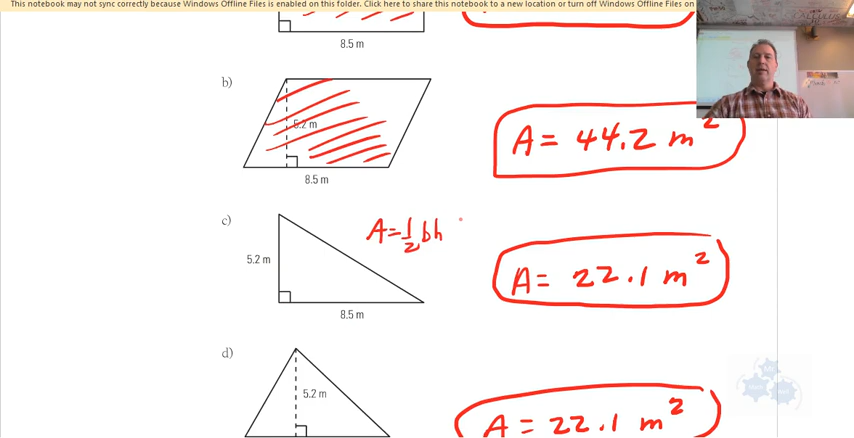 This notebook may not sync correctly because Windows Offline Files is enabled on this folder. Click here to share this notebook to a new location or turn off Windows Offline Files on
8.5 m
b)
5.2 m
A = 44.2 m²
8.5 m
c)
A = 1/2 bh
5.2 m
A = 22.1 m²
8.5 m
d)
5.2 m
A = 22.1 m²